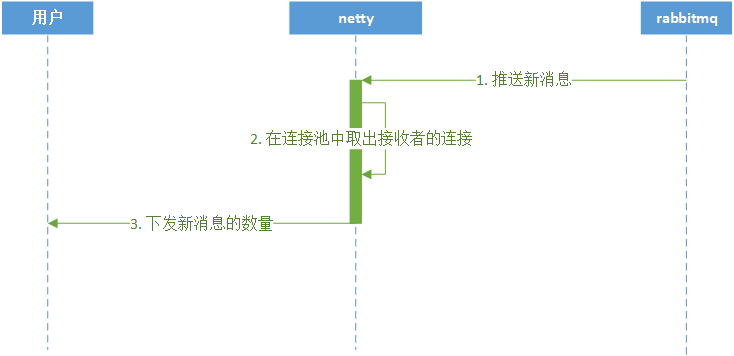 用户
netty
rabbitmq
1. 推送新消息
2. 在连接池中取出接收者的连接
3. 下发新消息的数量